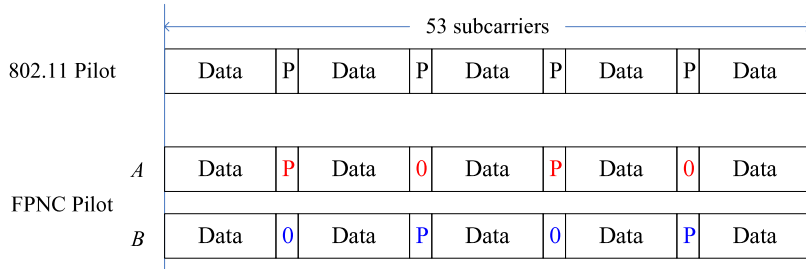 53 subcarriers
802.11 Pilot Data P Data P Data P Data P Data
A Data P Data 0 Data P Data 0 Data
FPNC Pilot
B Data 0 Data P Data 0 Data P Data